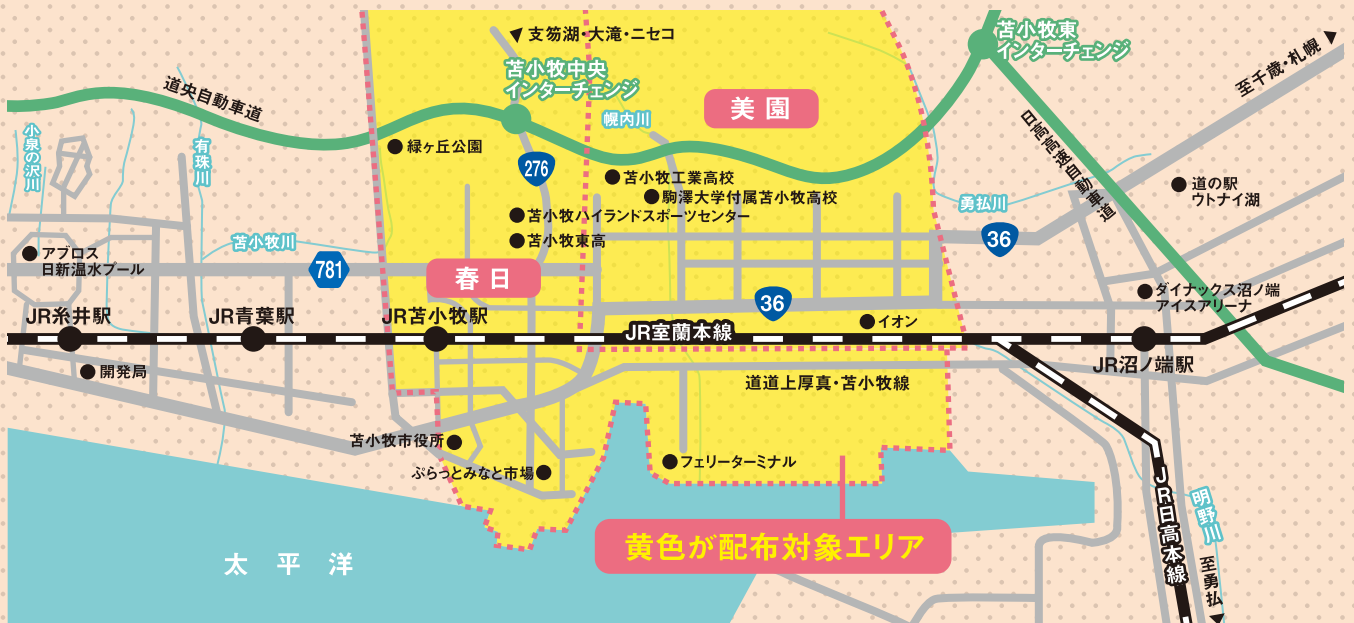 支笏湖・大滝・ニセコ
苫小牧東
インターチェンジ
至千歳・札幌
苫小牧中央
インターチェンジ
道央自動車道
美園
幌内川
小泉の沢川
有珠川
緑ヶ丘公園
276
日高高速自動車道
苫小牧工業高校
駒澤大学付属苫小牧高校
道の駅
ウトナイ湖
苫小牧ハイランドスポーツセンター
勇払川
36
苫小牧東高
苫小牧川
アブロス
日新温水プール
781
春日
36
ダイナックス沼ノ端
アイスアリーナ
JR糸井駅
JR青葉駅
JR苫小牧駅
イオン
JR室蘭本線
JR沼ノ端駅
開発局
道道上厚真・苫小牧線
苫小牧市役所
ぷらっとみなと市場
フェリーターミナル
JR日高本線
明野川
黄色が配布対象エリア
太平洋
至勇払